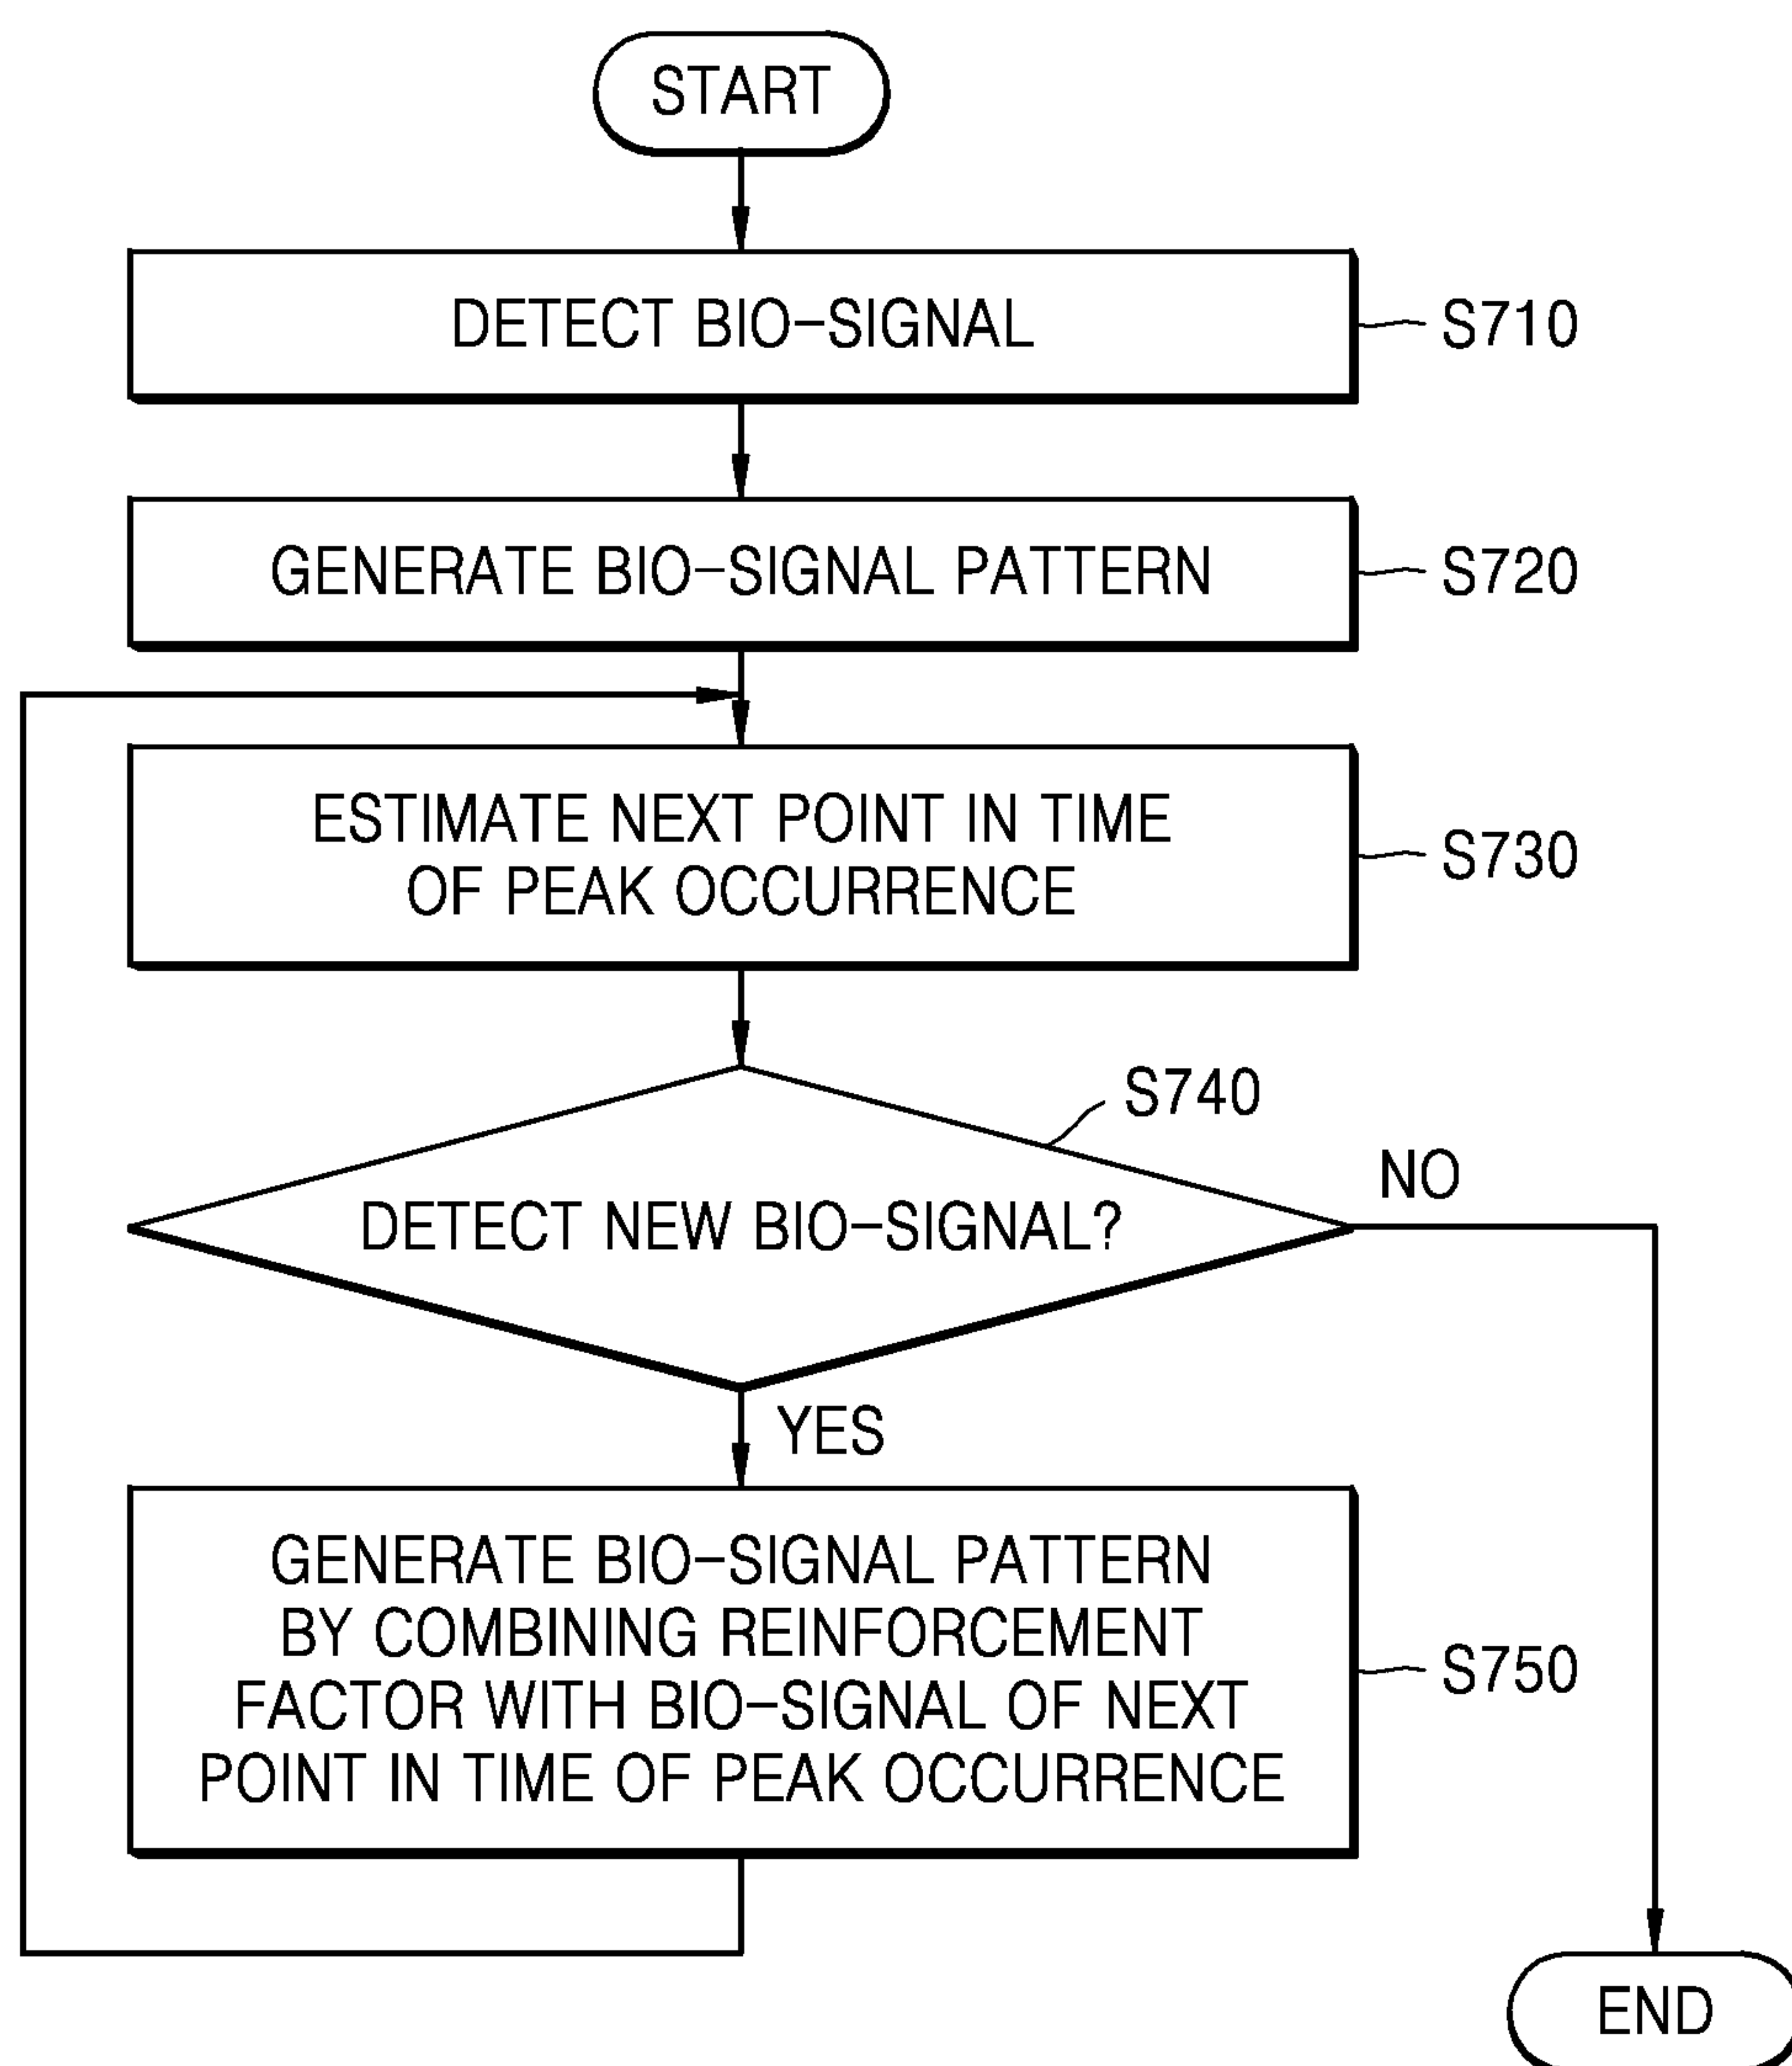 START
DETECT BIO-SIGNAL
S710
GENERATE BIO-SIGNAL PATTERN
S720
ESTIMATE NEXT POINT IN TIME
OF PEAK OCCURRENCE
S730
S740
DETECT NEW BIO-SIGNAL?
NO
YES
GENERATE BIO-SIGNAL PATTERN
BY COMBINING REINFORCEMENT
FACTOR WITH BIO-SIGNAL OF NEXT
POINT IN TIME OF PEAK OCCURRENCE
S750
END